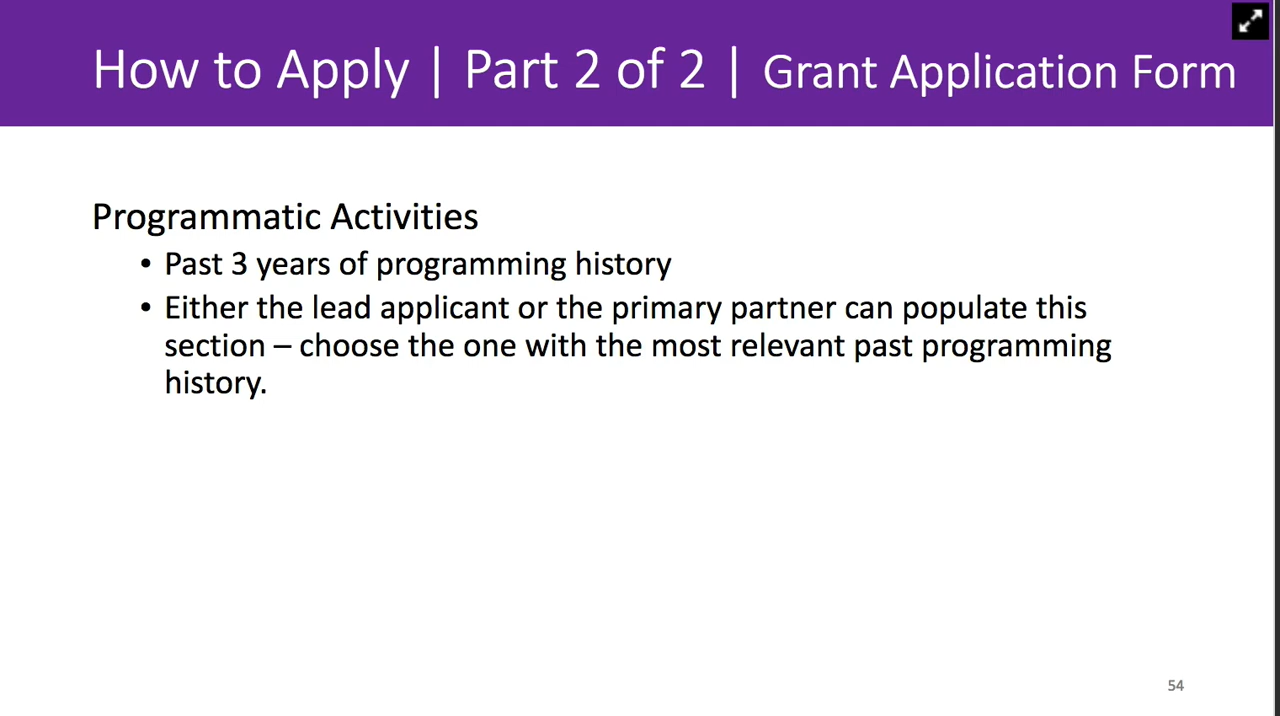 How to Apply | Part 2 of 2 | Grant Application Form
Programmatic Activities
• Past 3 years of programming history
• Either the lead applicant or the primary partner can populate this
section – choose the one with the most relevant past programming
history.
54